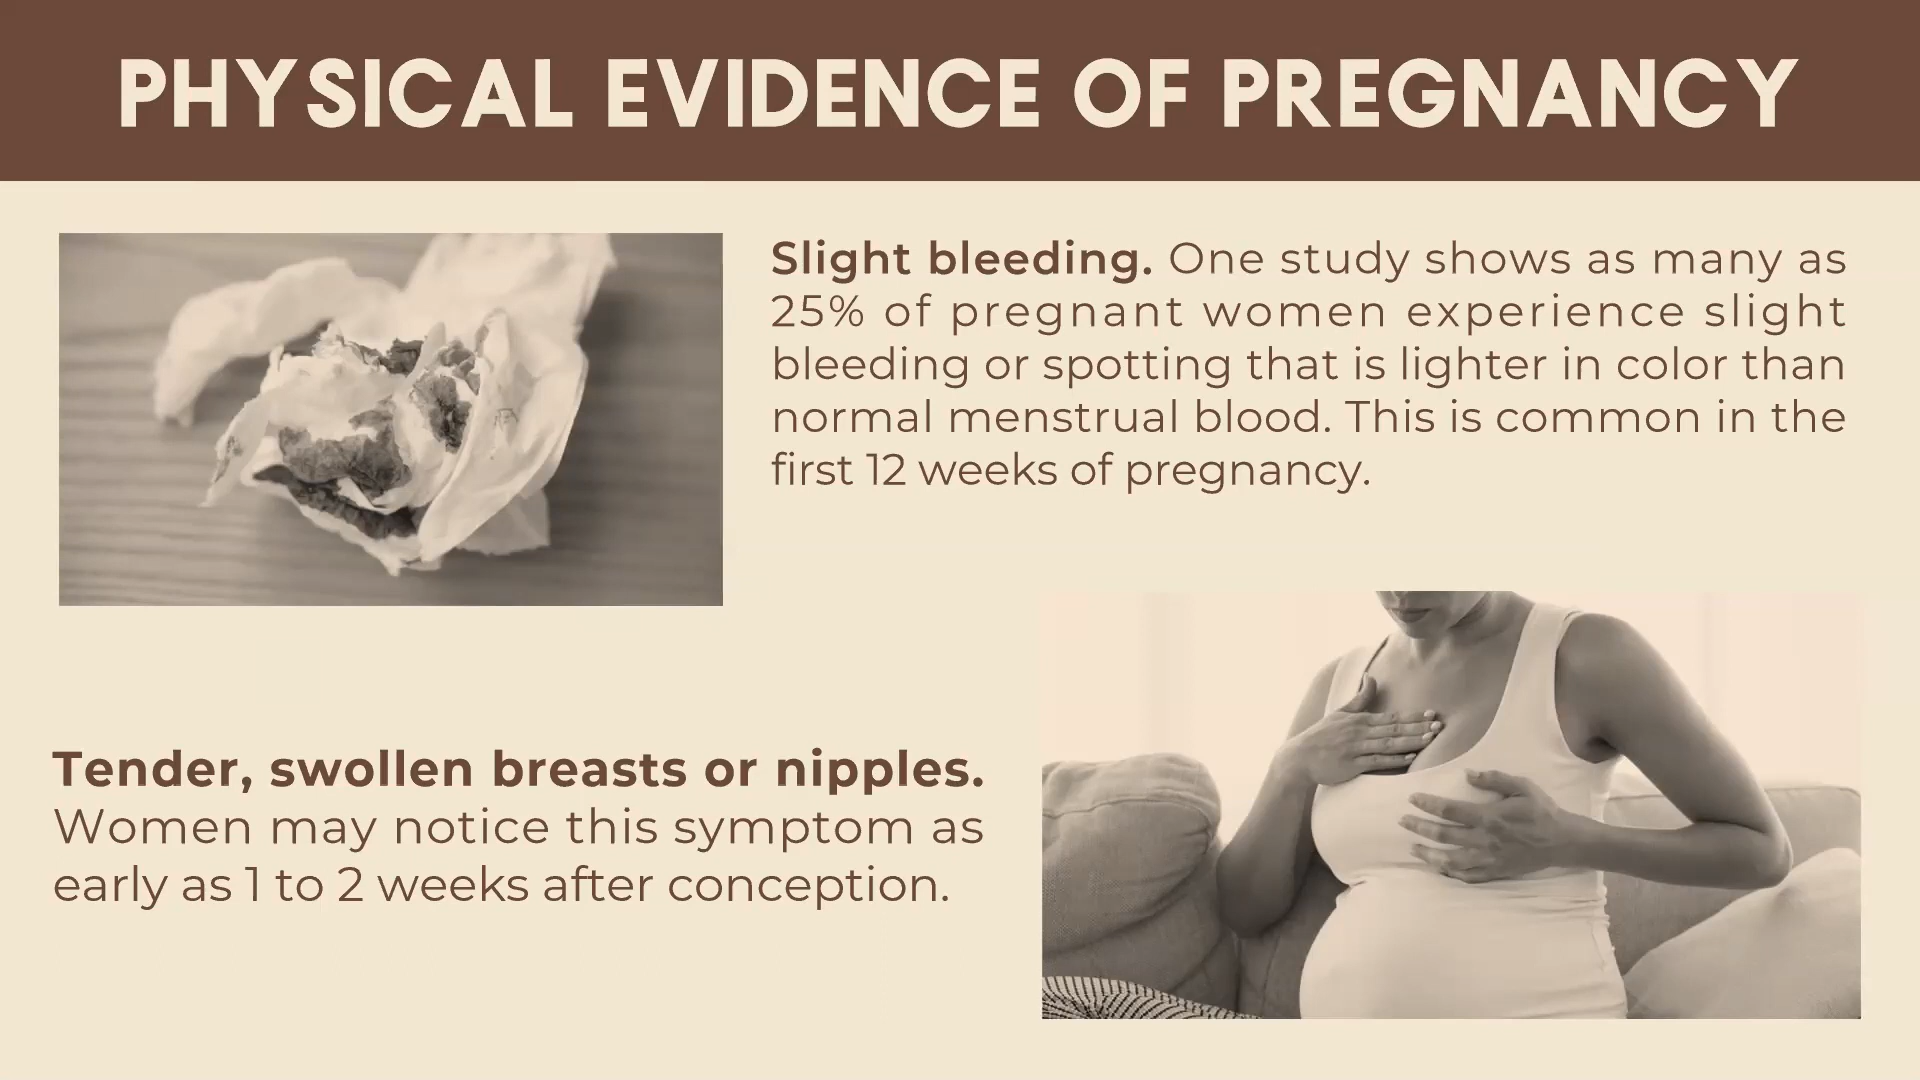 PHYSICAL EVIDENCE OF PREGNANCY
Slight bleeding. One study shows as many as
25% of pregnant women experience slight
bleeding or spotting that is lighter in color than
normal menstrual blood. This is common in the
first 12 weeks of pregnancy.
Tender, swollen breasts or nipples.
Women may notice this symptom as
early as 1 to 2 weeks after conception.